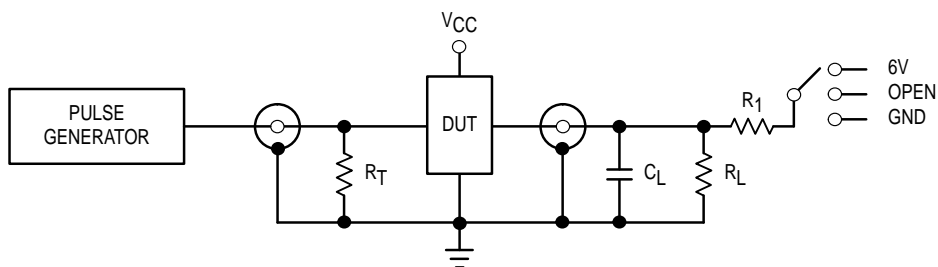 VCC
PULSE
GENERATOR
RT
DUT
CL
RL
R1
6V
OPEN
GND